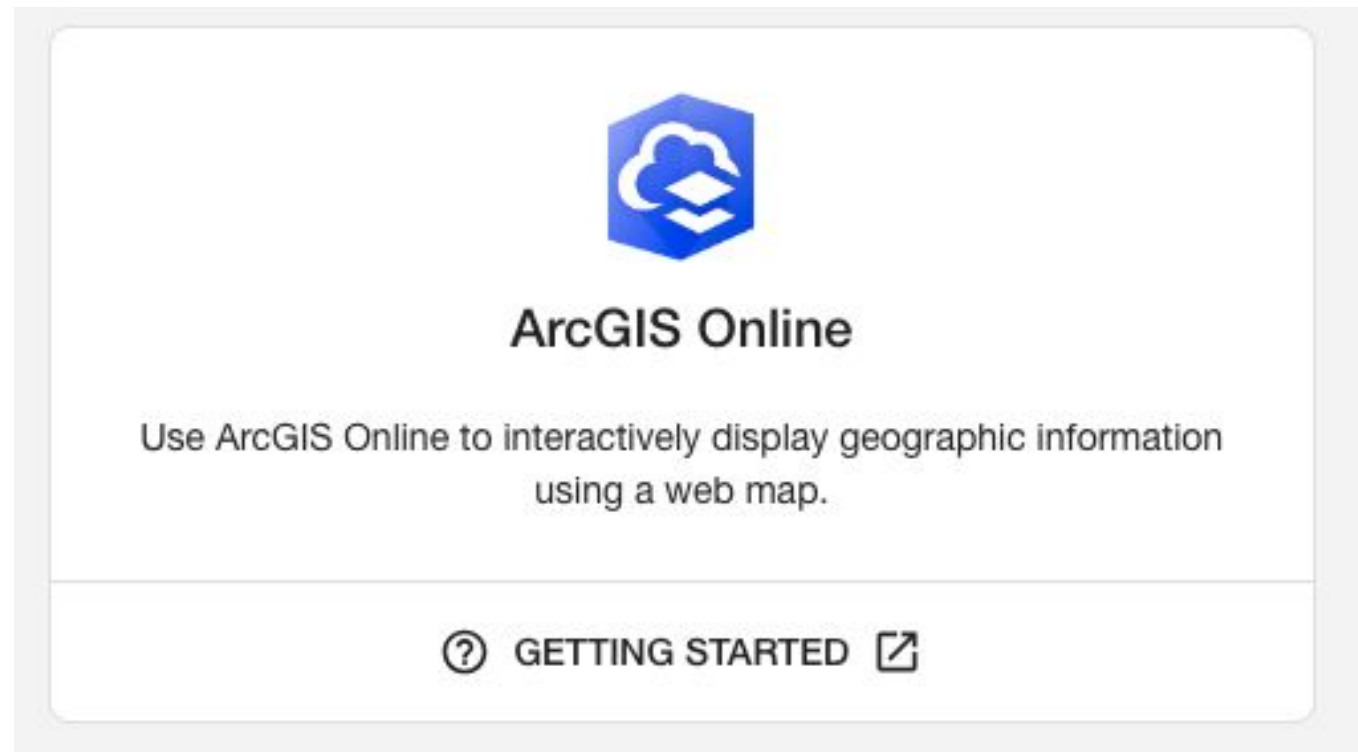 ArcGIS Online
Use ArcGIS Online to interactively display geographic information
using a web map.
GETTING STARTED